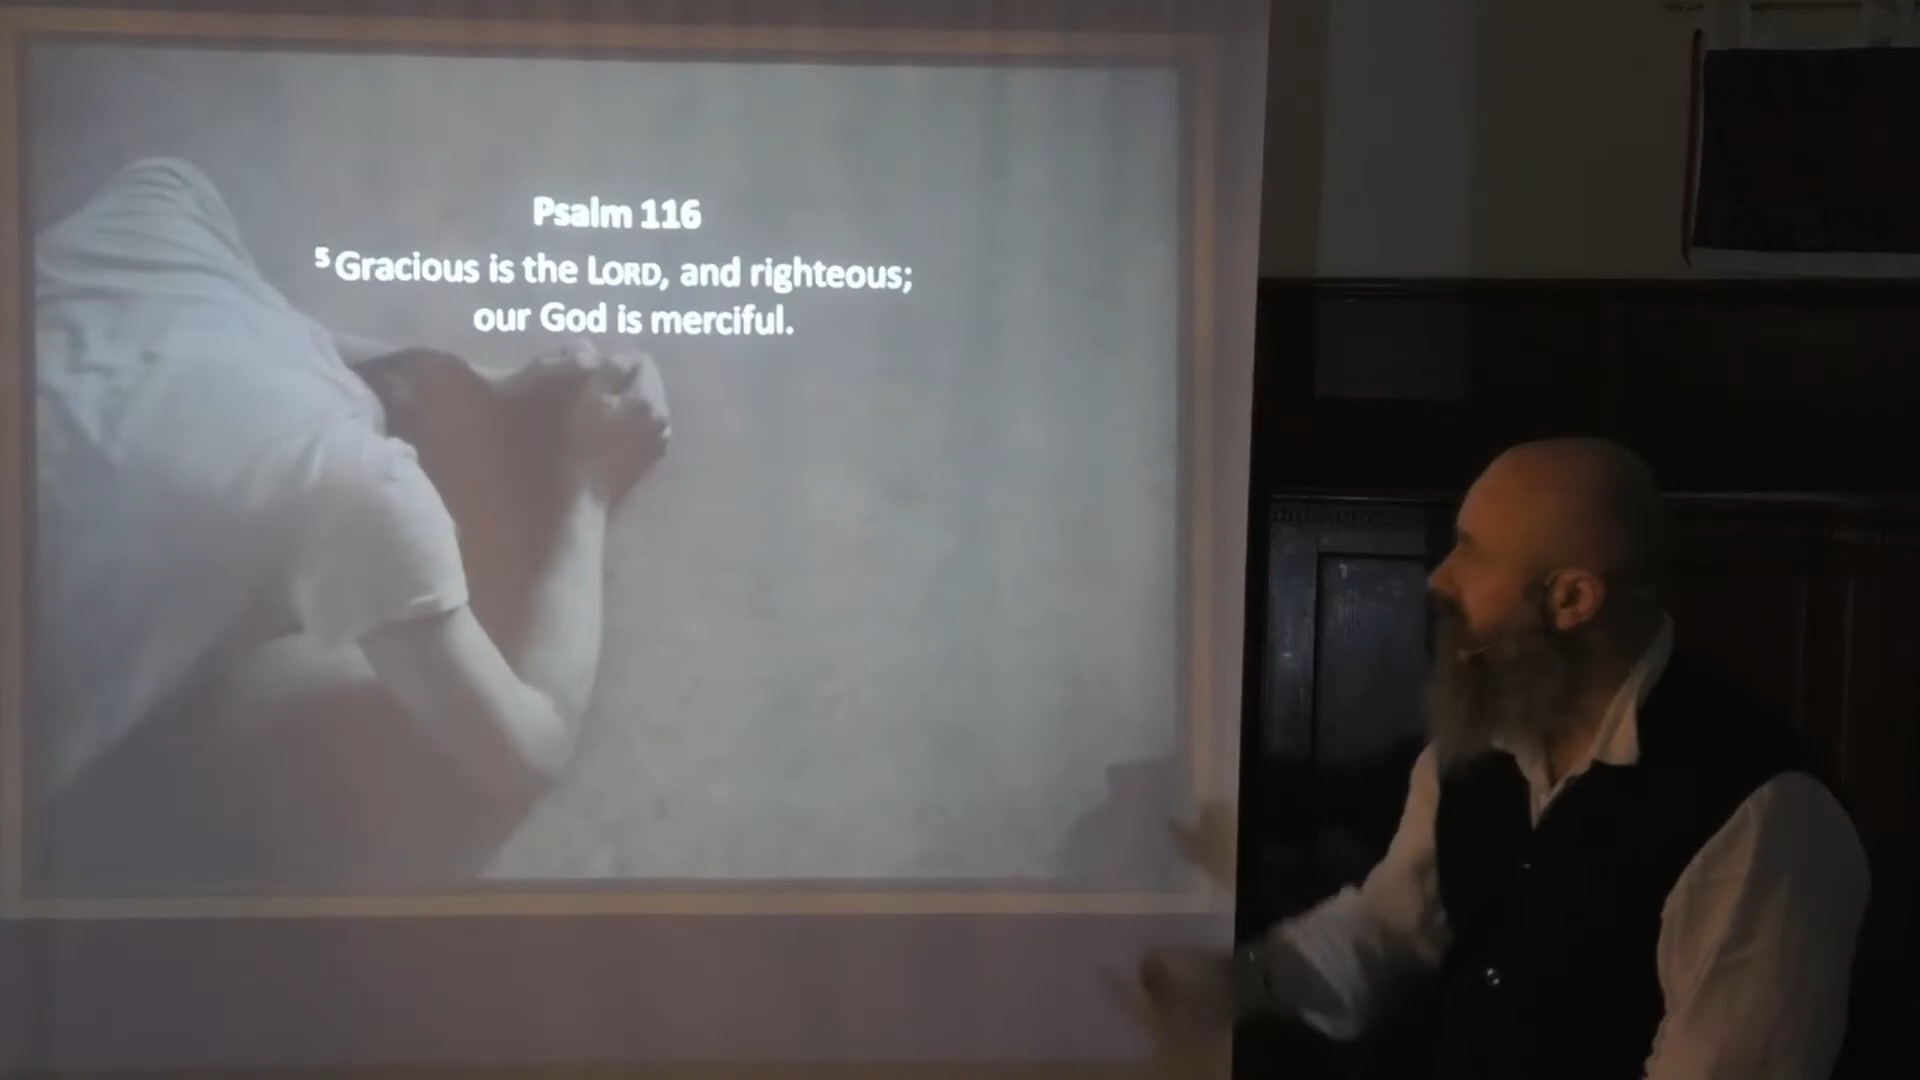 Psalm 116
5 Gracious is the LORD, and righteous;
our God is merciful.